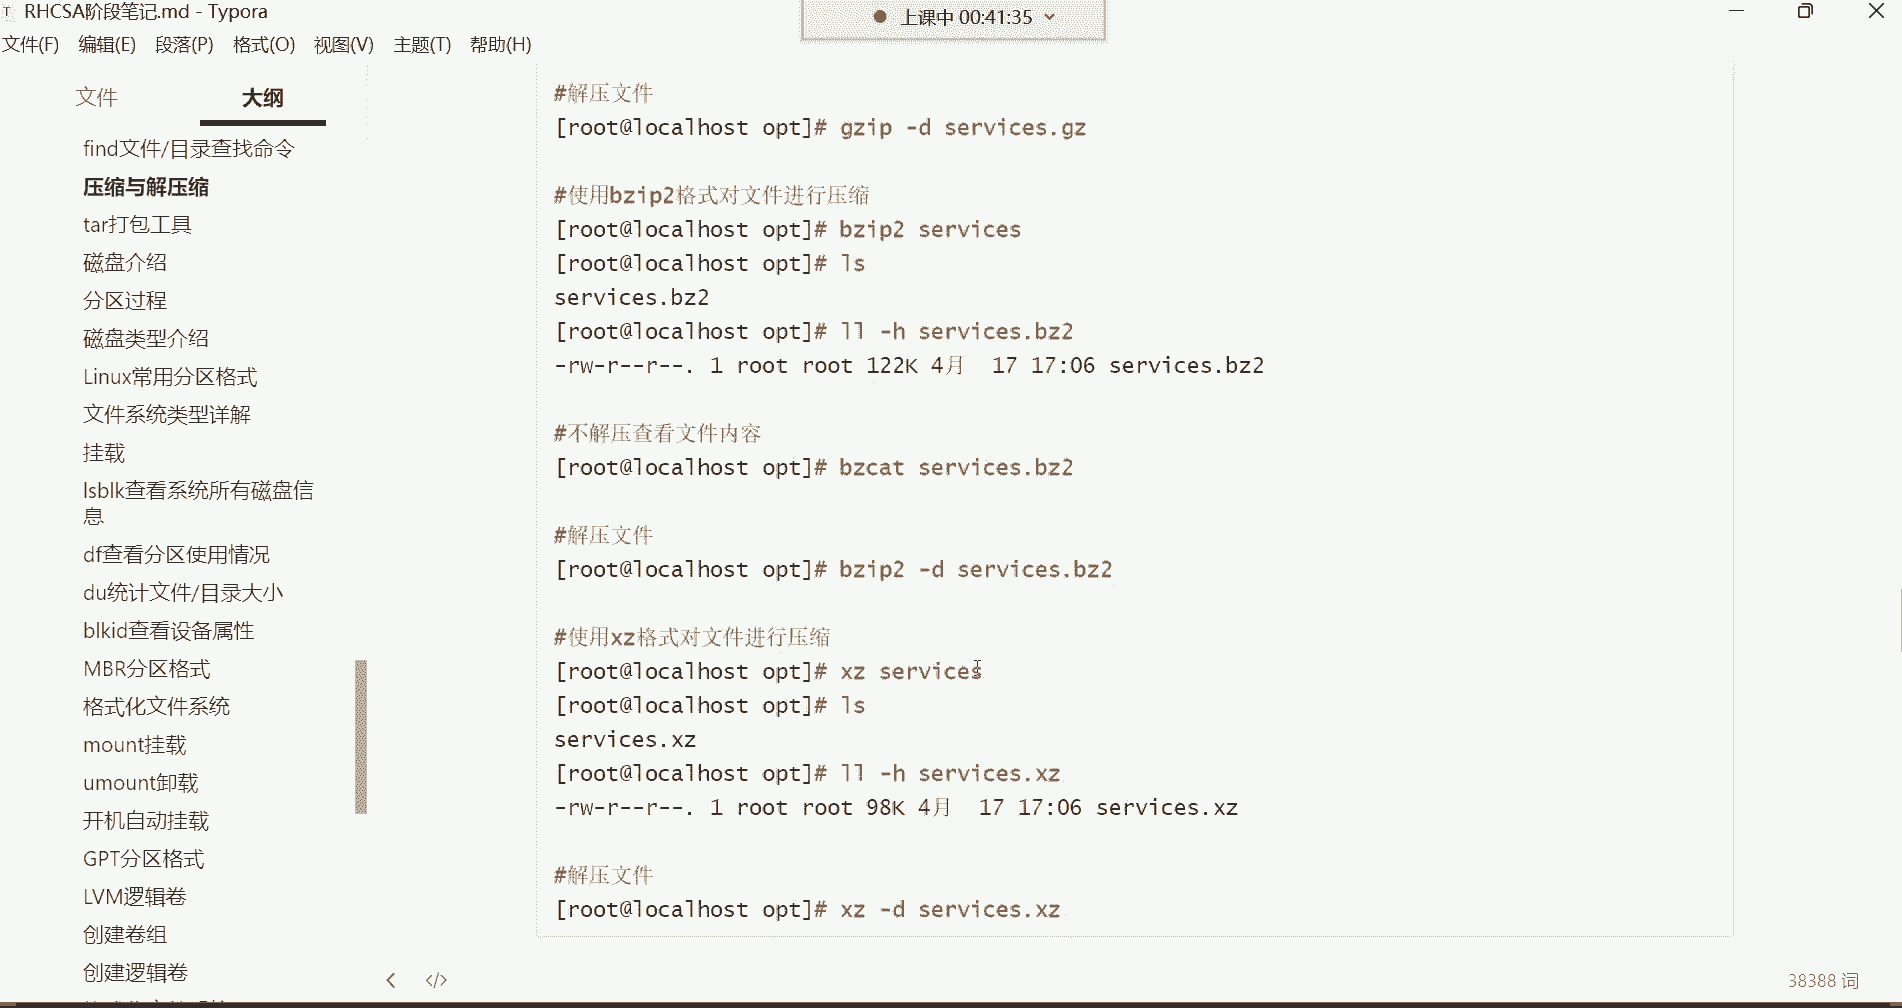 RHCSA阶段笔记.md - Typora
上课中 00:41:35
文件(F) 编辑(E) 段落(P) 格式(O) 视图(V) 主题(T) 帮助(H)
文件 大纲
find文件/目录查找命令
压缩与解压缩
tar打包工具
磁盘介绍
分区过程
磁盘类型介绍
Linux常用分区格式
文件系统类型详解
挂载
lsblk查看系统所有磁盘信
息
df查看分区使用情况
du统计文件/目录大小
blkid查看设备属性
MBR分区格式
格式化文件系统
mount挂载
umount卸载
开机自动挂载
GPT分区格式
LVM逻辑卷
创建卷组
创建逻辑卷
#解压文件
[root@localhost opt]# gzip -d services.gz
#使用bzip2格式对文件进行压缩
[root@localhost opt]# bzip2 services
[root@localhost opt]# ls
services.bz2
[root@localhost opt]# ll -h services.bz2
-rw-r--r--. 1 root root 122K 4月  17 17:06 services.bz2
#不解压查看文件内容
[root@localhost opt]# bzcat services.bz2
#解压文件
[root@localhost opt]# bzip2 -d services.bz2
#使用xz格式对文件进行压缩
[root@localhost opt]# xz services
[root@localhost opt]# ls
services.xz
[root@localhost opt]# ll -h services.xz
-rw-r--r--. 1 root root 98K 4月  17 17:06 services.xz
#解压文件
[root@localhost opt]# xz -d services.xz
38388 词